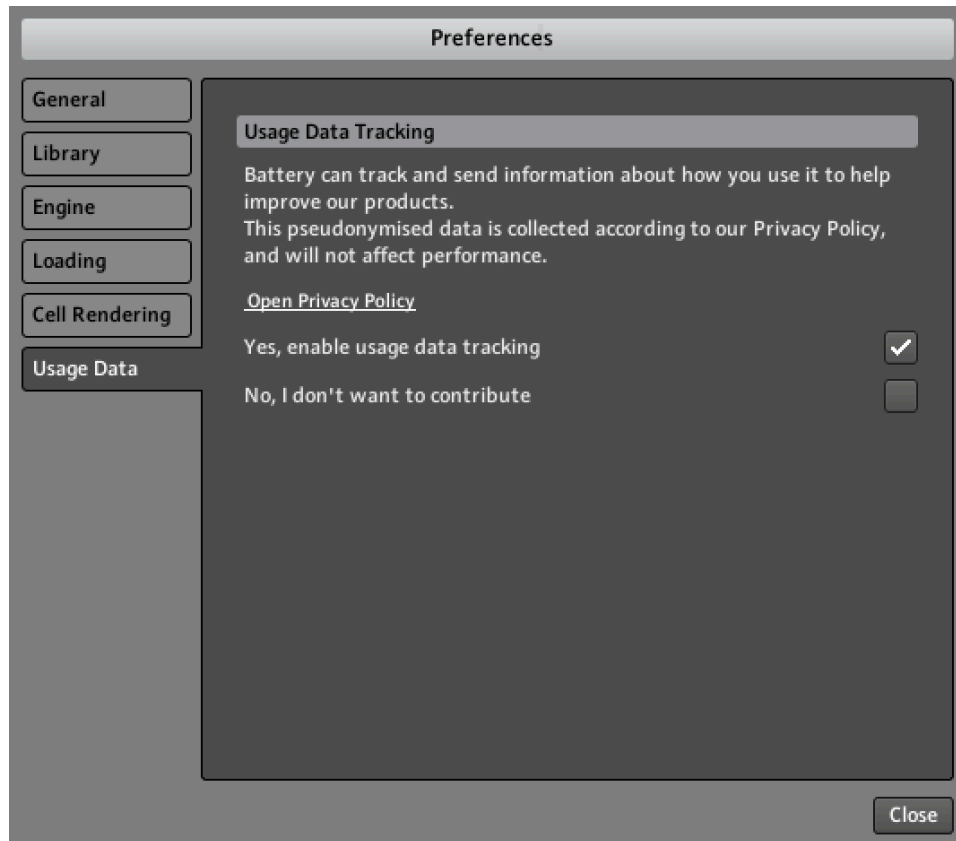 Preferences
General
Library
Engine
Loading
Cell Rendering
Usage Data
Usage Data Tracking
Battery can track and send information about how you use it to help
improve our products.
This pseudonymised data is collected according to our Privacy Policy,
and will not affect performance.
Open Privacy Policy
Yes, enable usage data tracking
No, I don't want to contribute
Close